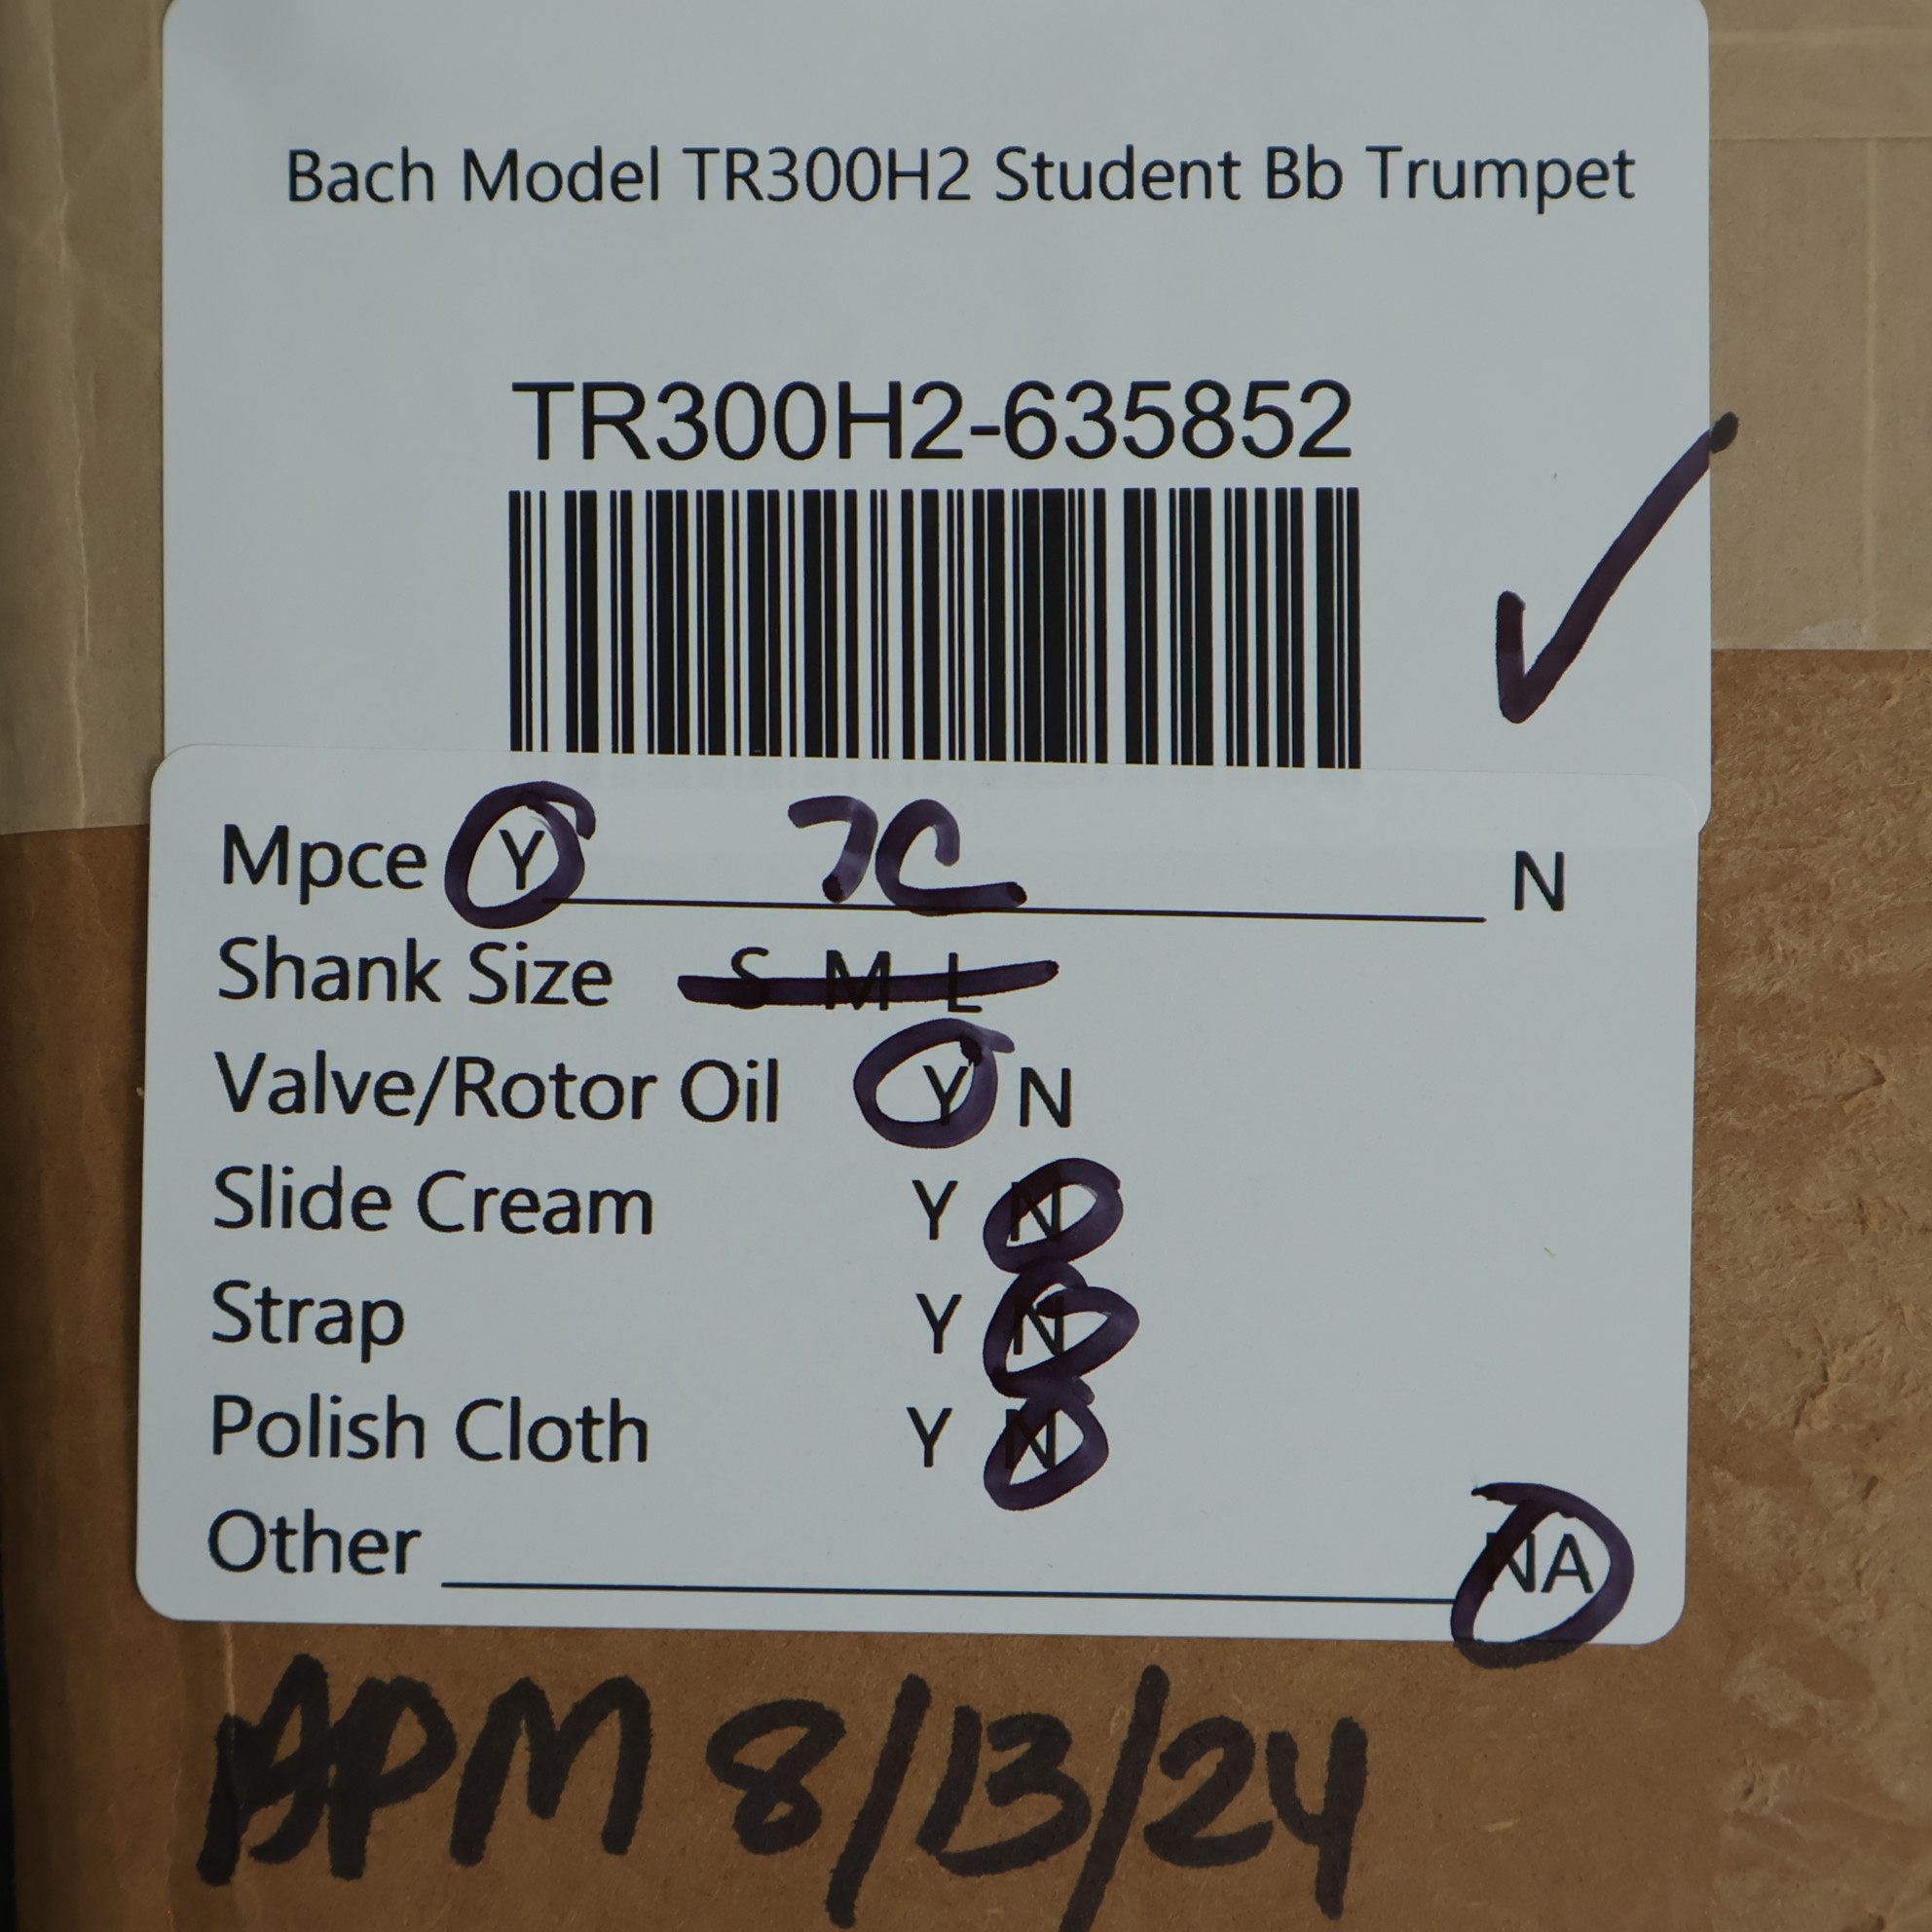 Bach Model TR300H2 Student Bb Trumpet
TR300H2-635852
Mpce Y 7C N
Shank Size S M L
Valve/Rotor Oil Y N
Slide Cream Y N
Strap Y N
Polish Cloth Y N
Other NA
APM 8/13/24